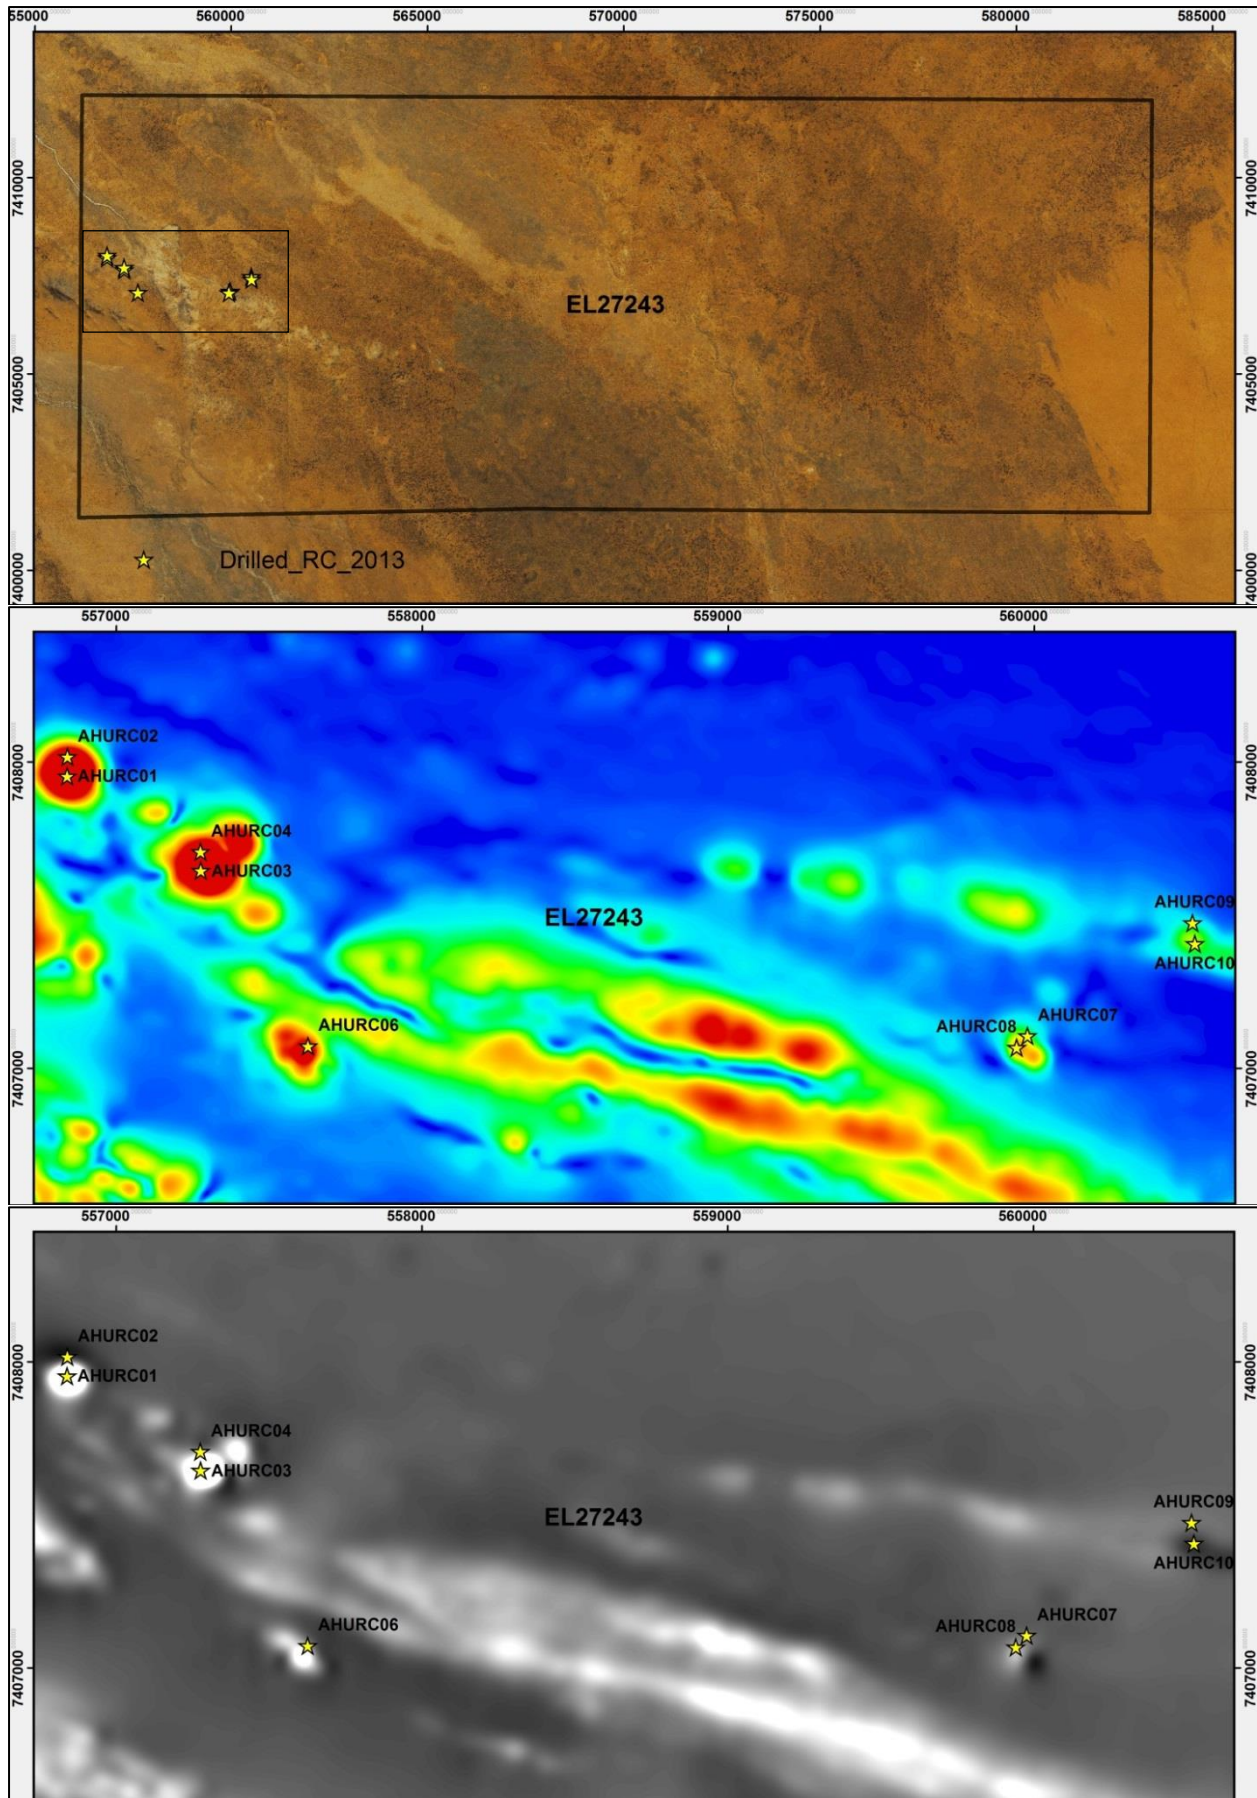 55000 560000 565000 570000 575000 580000 585000
7410000 7410000
EL27243
7405000 7405000
Drilled_RC_2013
7400000 7400000
557000 558000 559000 560000
AHURC02
7408000 7408000
AHURC01
AHURC04
AHURC03
AHURC09
EL27243
AHURC10
AHURC07
AHURC06 AHURC08
7407000 7407000
557000 558000 559000 560000
AHURC02
7408000 7408000
AHURC01
AHURC04
AHURC03
AHURC09
EL27243
AHURC10
AHURC07
AHURC06 AHURC08
7407000 7407000